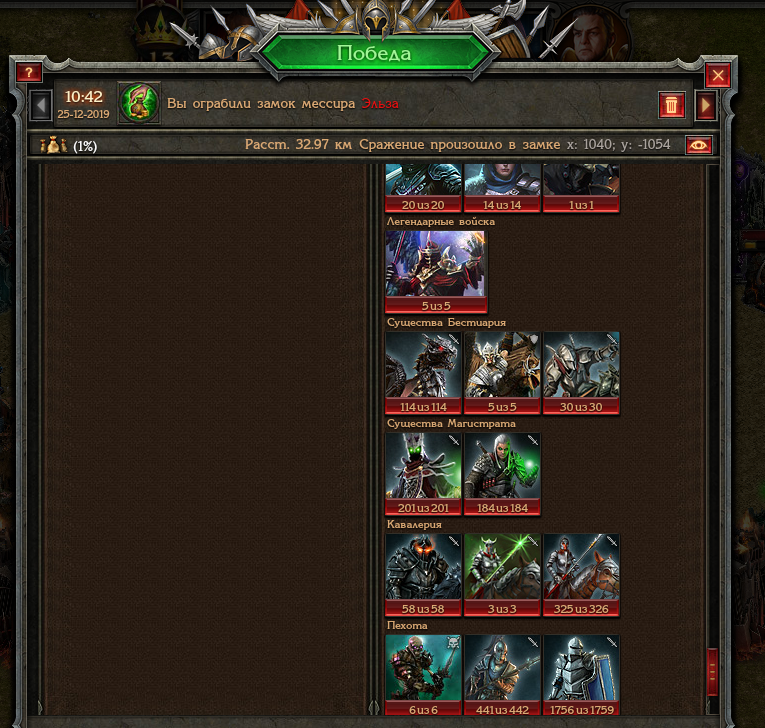 13
Победа
?
10:42
25-12-2019
Вы ограбили замок мессира Эльза
(1%)
Расст. 32.97 км Сражение произошло в замке x: 1040; y: -1054
20 из 20 14 из 14 1 из 1
Легендарные войска
5 из 5
Существа Бестиария
114 из 114 5 из 5 30 из 30
Существа Магистрата
201 из 201 184 из 184
Кавалерия
58 из 58 3 из 3 325 из 326
Пехота
6 из 6 441 из 442 1756 из 1759